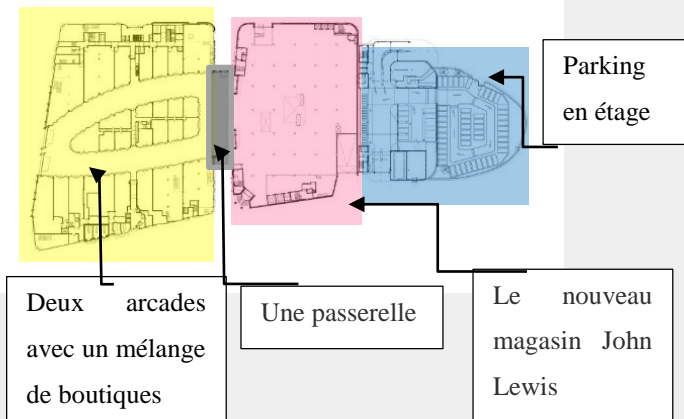 Parking
en étage
Deux arcades
avec un mélange
de boutiques
Une passerelle
Le nouveau
magasin John
Lewis